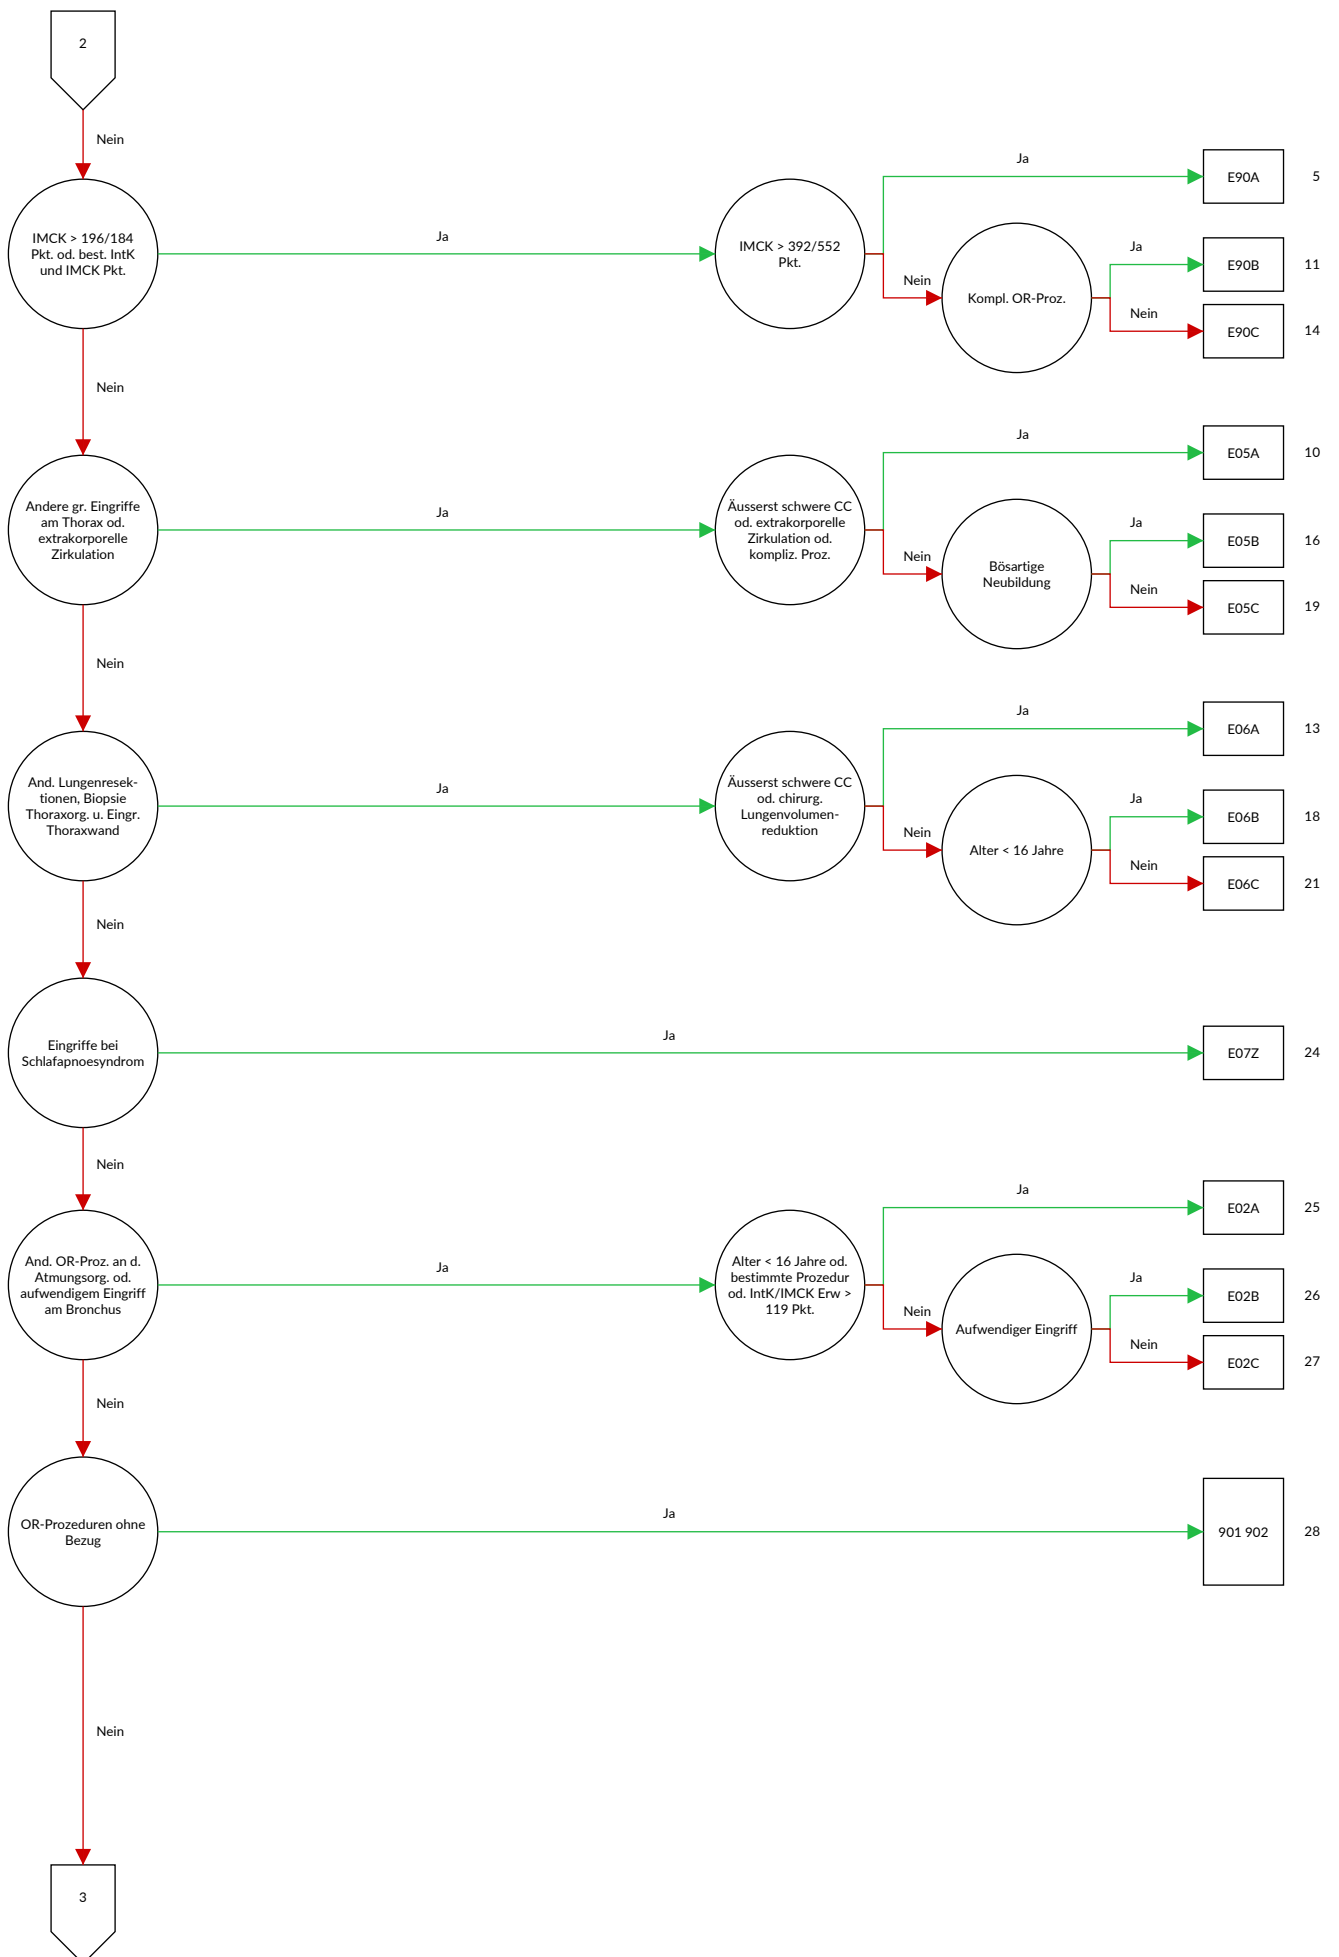 2
Nein
IMCK > 196/184
Pkt. od. best. IntK
und IMCK Pkt.
Ja
IMCK > 392/552
Pkt.
Ja
E90A
5
Nein
Kompl. OR-Proz.
Ja
E90B
11
Nein
E90C
14
Nein
Andere gr. Eingriffe
am Thorax od.
extrakorporelle
Zirkulation
Ja
Äusserst schwere CC
od. extrakorporelle
Zirkulation od.
kompliz. Proz.
Ja
E05A
10
Nein
Bösartige
Neubildung
Ja
E05B
16
Nein
E05C
19
Nein
And. Lungenresek-
tionen, Biopsie
Thoraxorg. u. Eingr.
Thoraxwand
Ja
Äusserst schwere CC
od. chirurg.
Lungenvolumen-
reduktion
Ja
E06A
13
Nein
Alter < 16 Jahre
Ja
E06B
18
Nein
E06C
21
Nein
Eingriffe bei
Schlafapnoesyndrom
Ja
E07Z
24
Nein
And. OR-Proz. an d.
Atmungsorg. od.
aufwendigem Eingriff
am Bronchus
Ja
Alter < 16 Jahre od.
bestimmte Prozedur
od. IntK/IMCK Erw >
119 Pkt.
Ja
E02A
25
Nein
Aufwendiger Eingriff
Ja
E02B
26
Nein
E02C
27
Nein
OR-Prozeduren ohne
Bezug
Ja
901 902
28
Nein
3